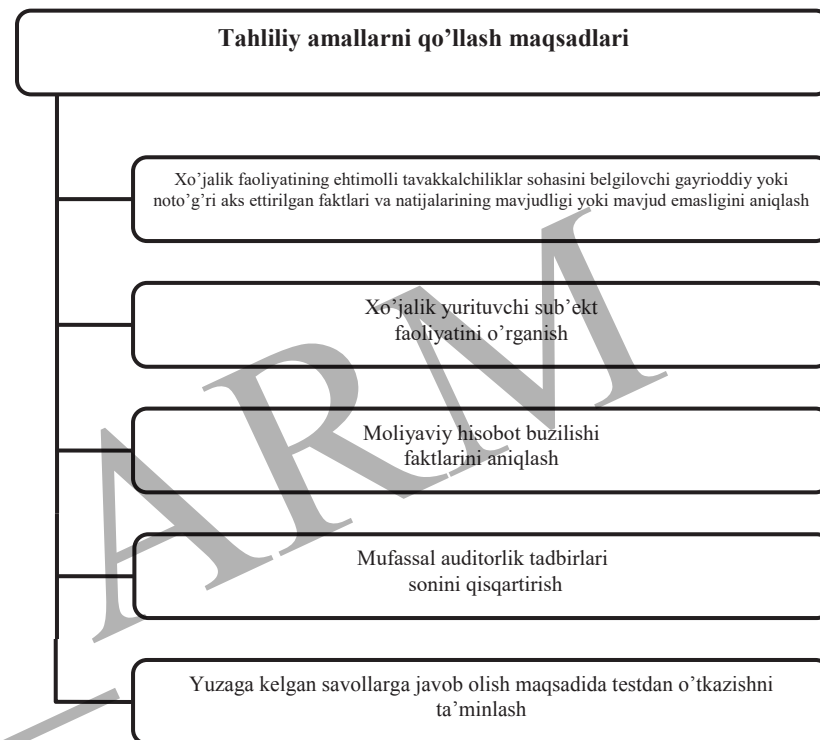 Tahliliy amallarni qo’llash maqsadlari
Xo’jalik faoliyatining ehtimolli tavakkalchiliklar sohasini belgilovchi gayrioddiy yoki
noto’g’ri aks ettirilgan faktlari va natijalarining mavjudligi yoki mavjud emasligini aniqlash
Xo’jalik yurituvchi sub’ekt
faoliyatini o’rganish
Moliyaviy hisobot buzilishi
faktlarini aniqlash
Mufassal auditorlik tadbirlari
sonini qisqartirish
Yuzaga kelgan savollarga javob olish maqsadida testdan o’tkazishni
ta’minlash
ARM